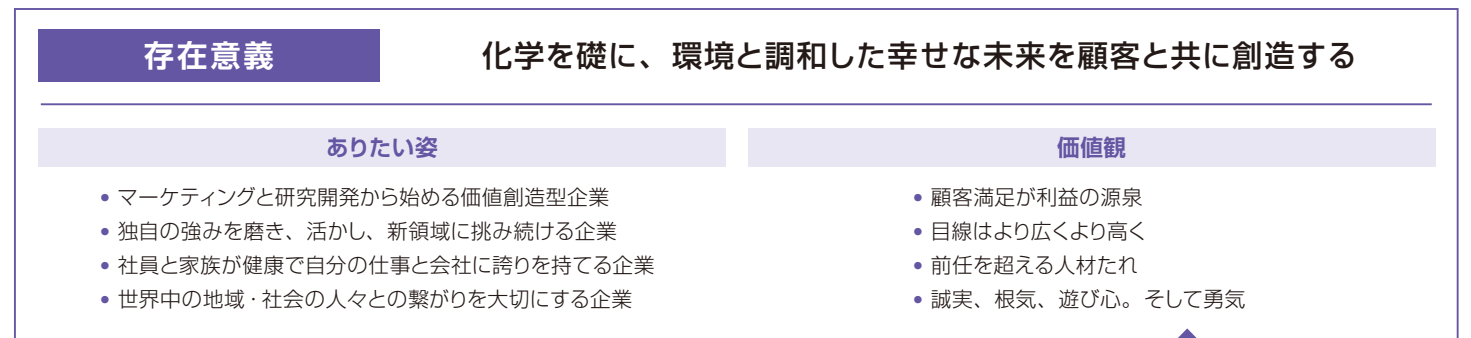 存在意義
化学を礎に、環境と調和した幸せな未来を顧客と共に創造する
ありたい姿
• マーケティングと研究開発から始める価値創造型企業
• 独自の強みを磨き、活かし、新領域に挑み続ける企業
• 社員と家族が健康で自分の仕事と会社に誇りを持てる企業
• 世界中の地域・社会の人々との繋がりを大切にする企業
価値観
• 顧客満足が利益の源泉
• 目線はより広くより高く
• 前任を超える人材たれ
• 誠実、根気、遊び心。そして勇気